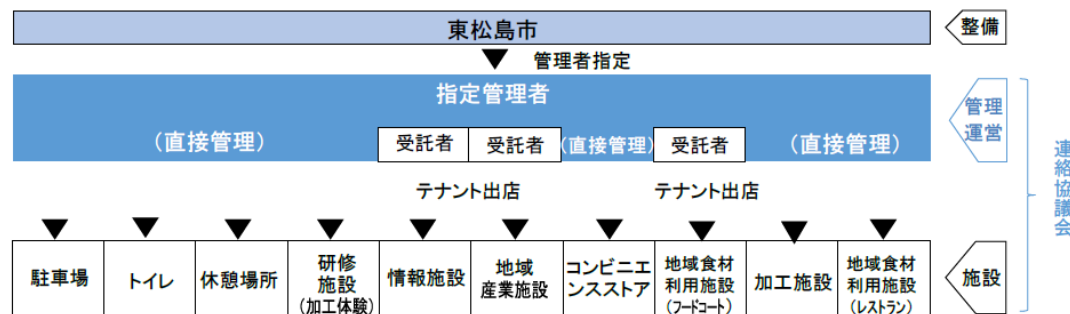 東松島市
整備
管理者指定
指定管理者
(直接管理)
受託者
受託者
(直接管理)
受託者
(直接管理)
管理
運営
連絡協議会
テナント出店
テナント出店
駐車場
トイレ
休憩場所
研修
施設
(加工体験)
情報施設
地域
産業施設
コンビニエ
ンスストア
地域食材
利用施設
(フードコート)
加工施設
地域食材
利用施設
(レストラン)
施設